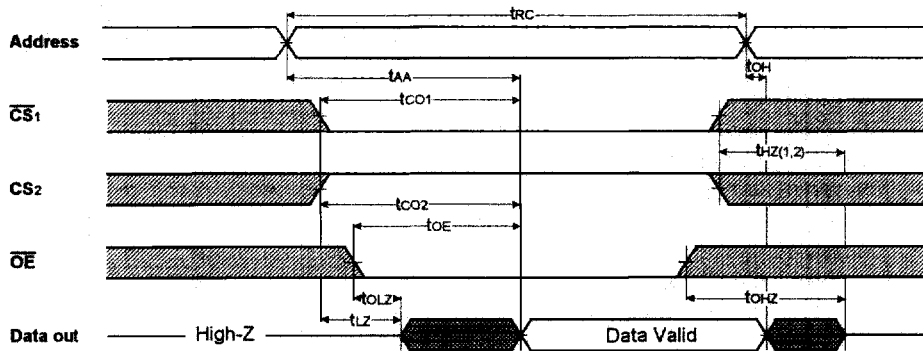 tRC
Address
tOH
tAA
tCO1
CS1
tHZ(1,2)
CS2
tCO2
tOE
OE
tOLZ
tOHZ
tLZ
Data out
High-Z
Data Valid